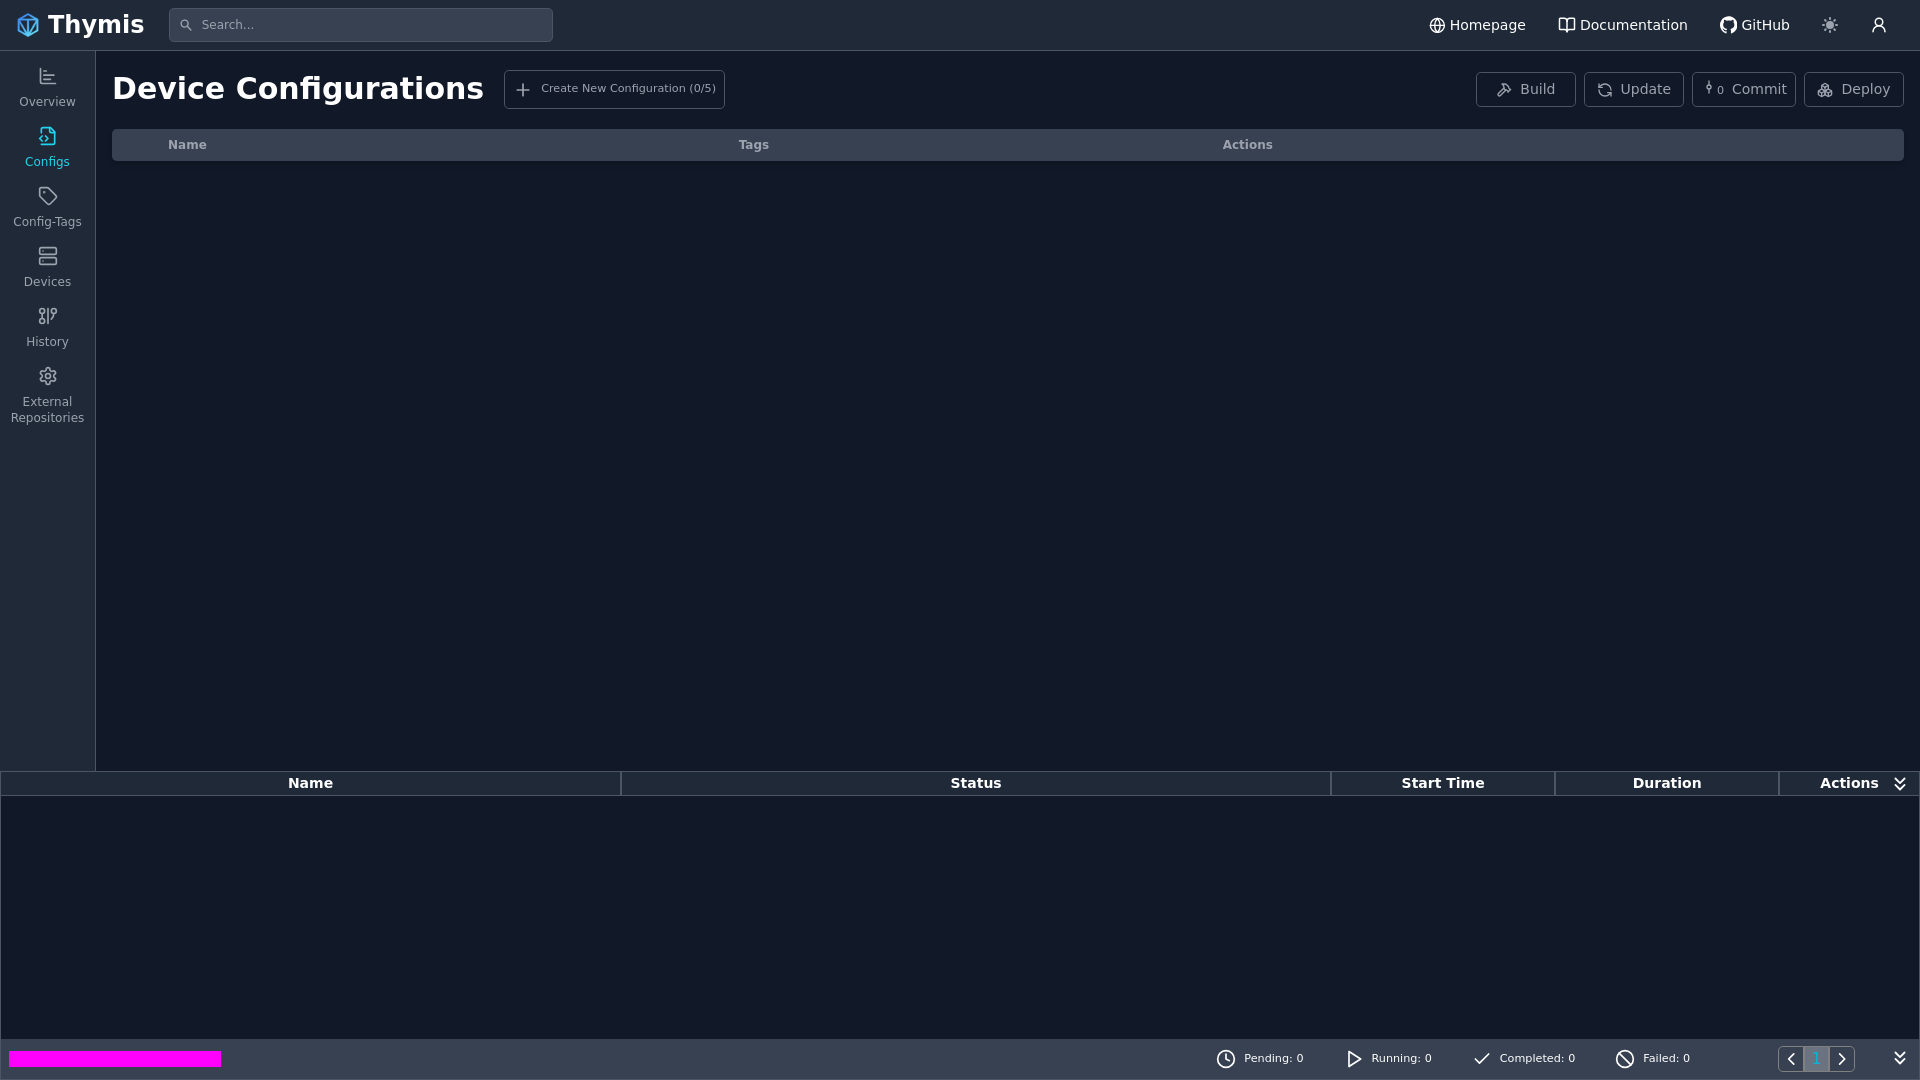 Thymis
Search...
Homepage
Documentation
GitHub
Overview
Configs
Config-Tags
Devices
History
External
Repositories
Device Configurations
Create New Configuration (0/5)
Build
Update
0 Commit
Deploy
Name Tags Actions
Name Status Start Time Duration Actions
Pending: 0
Running: 0
Completed: 0
Failed: 0
1